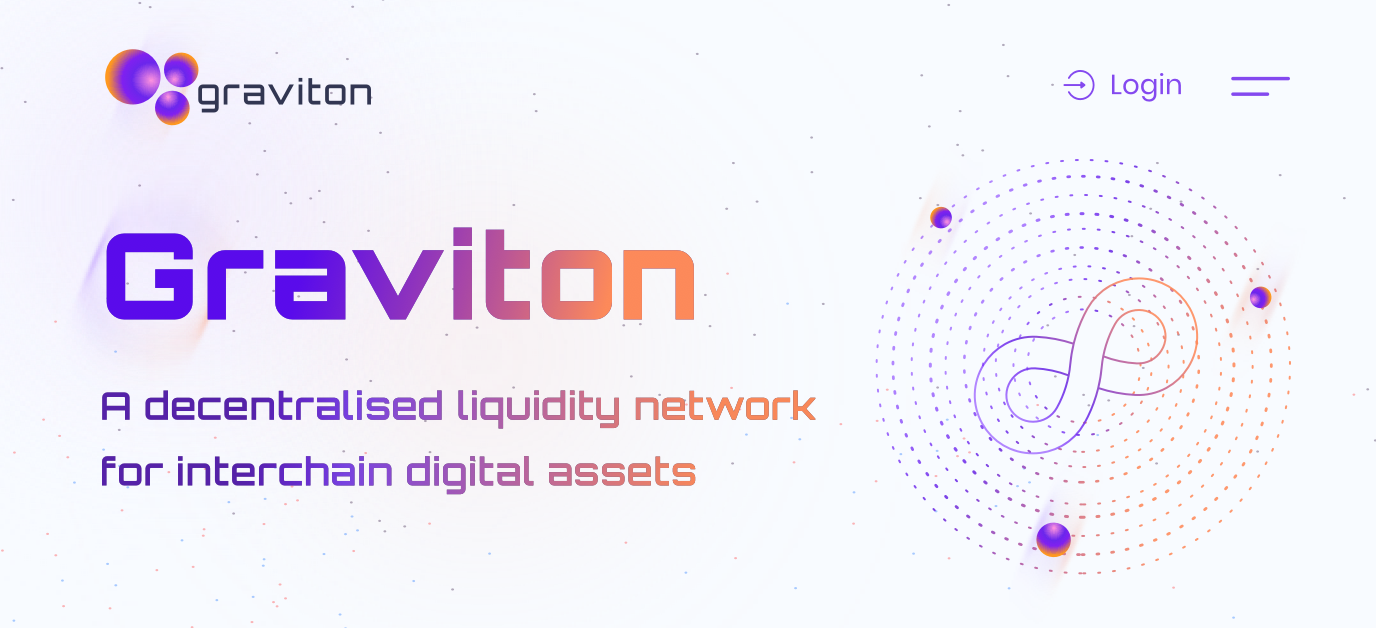 graviton
Login
Graviton
A decentralised liquidity network
for interchain digital assets